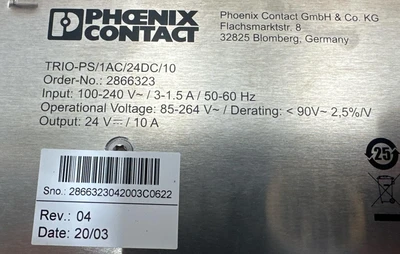 PHŒNIX
CONTACT
Phoenix Contact GmbH & Co. KG
Flachsmarktstr. 8
32825 Blomberg, Germany
TRIO-PS/1AC/24DC/10
Order-No.: 2866323
Input: 100-240 V~ / 3-1.5 A / 50-60 Hz
Operational Voltage: 85-264 V~ / Derating: < 90V~ 2,5%/V
Output: 24 V⎓ / 10 A
25
Sno.: 2866323042003C0622
Rev.: 04
Date: 20/03